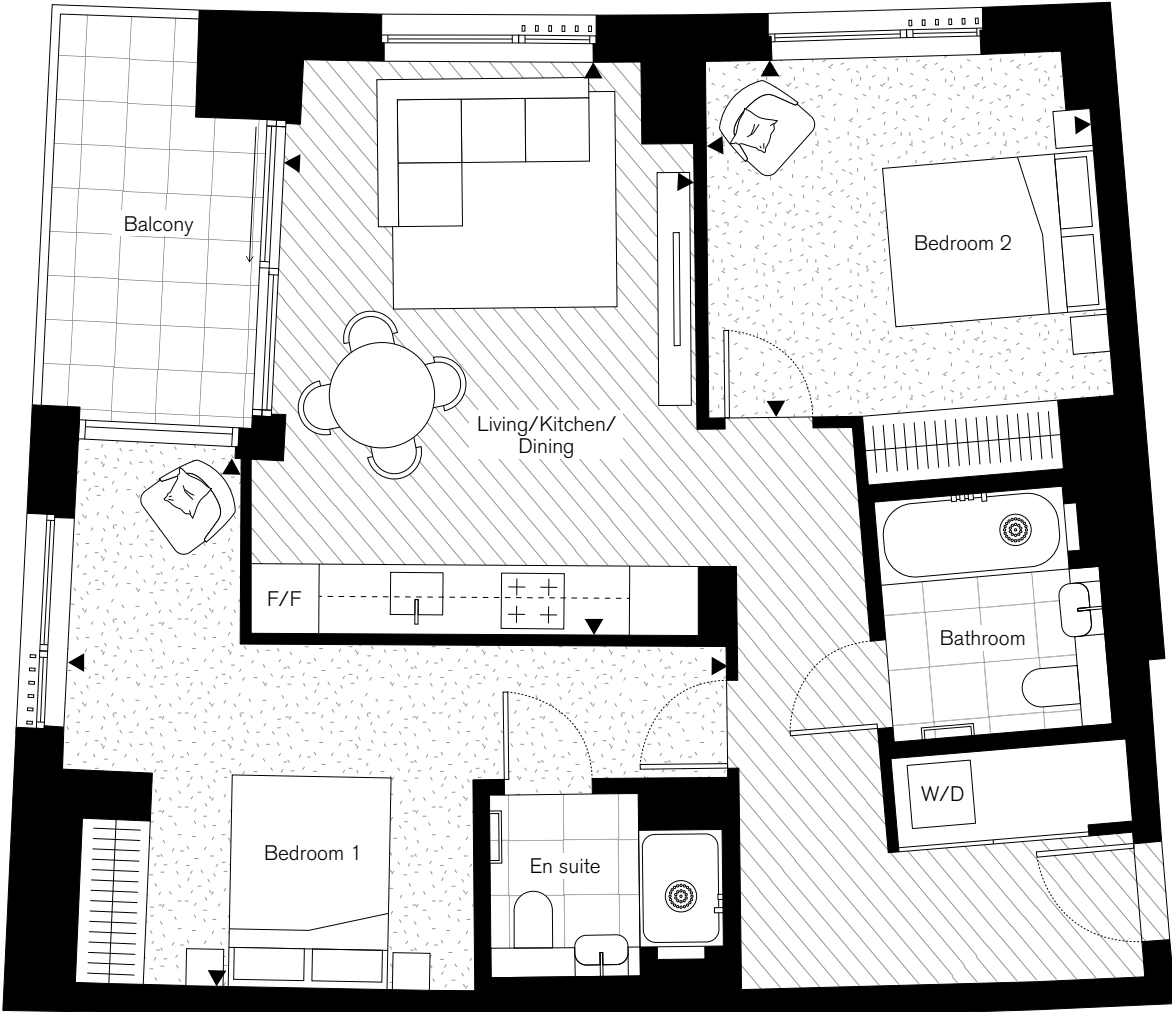 Balcony
Bedroom 2
Living/Kitchen/
Dining
F/F
Bathroom
W/D
Bedroom 1
En suite